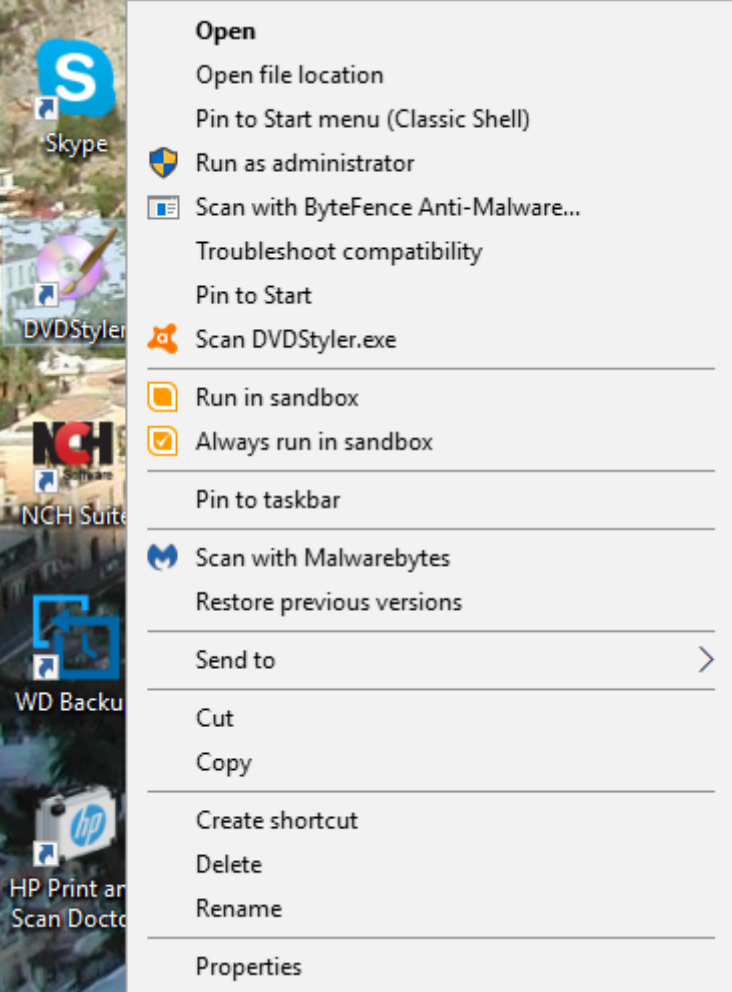 Open
Open file location
Pin to Start menu (Classic Shell)
Run as administrator
Scan with ByteFence Anti-Malware...
Troubleshoot compatibility
Pin to Start
Scan DVDStyler.exe
Run in sandbox
Always run in sandbox
Pin to taskbar
Scan with Malwarebytes
Restore previous versions
Send to
Cut
Copy
Create shortcut
Delete
Rename
Properties
S
Skype
DVDStyler
NCH
Software
NCH Suite
WD Backu
hp
HP Print an
Scan Docto